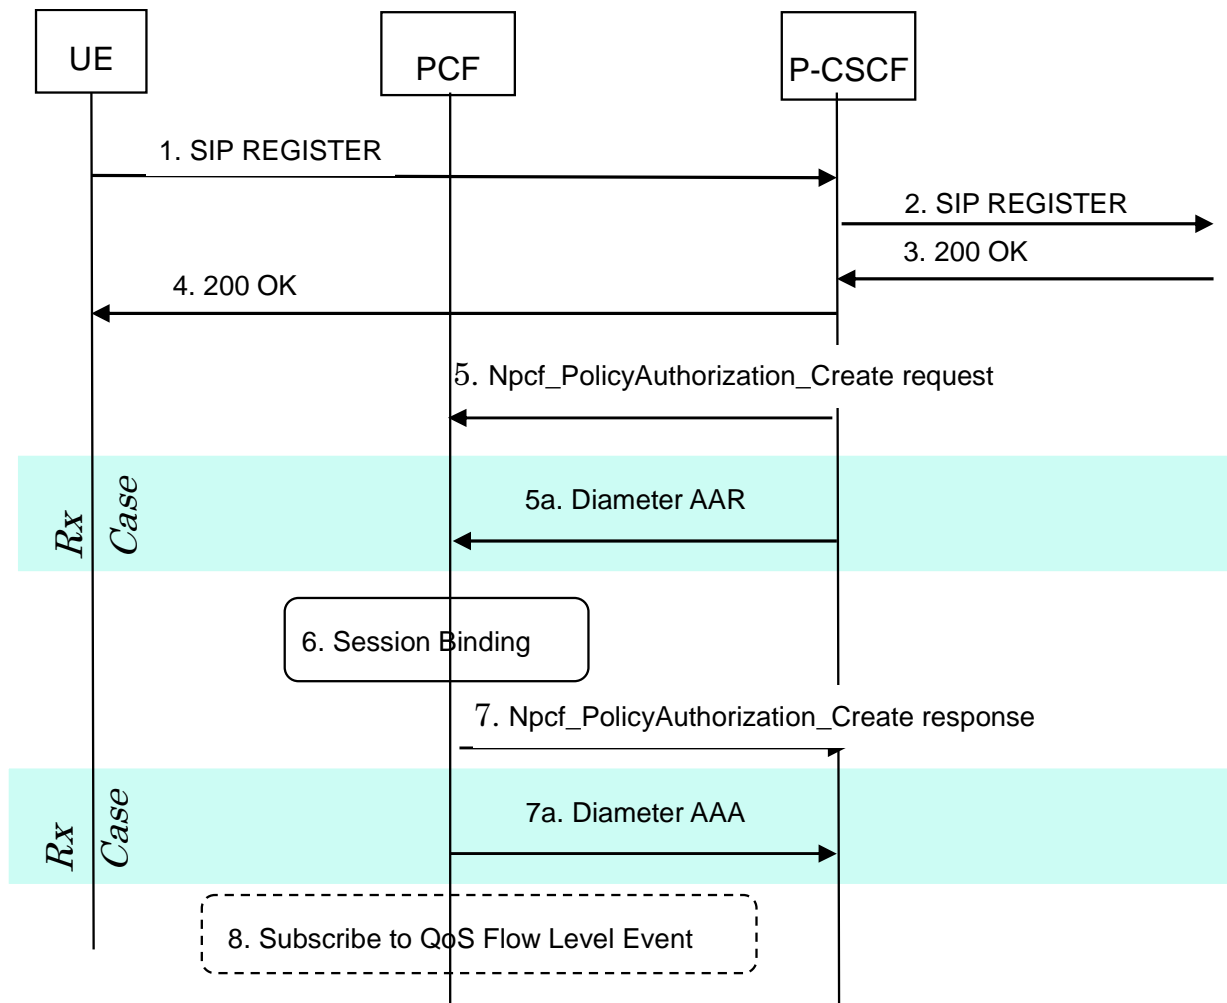 UE
PCF
P-CSCF
1. SIP REGISTER
2. SIP REGISTER
3. 200 OK
4. 200 OK
5. Npcf_PolicyAuthorization_Create request
Rx
Case
5a. Diameter AAR
6. Session Binding
7. Npcf_PolicyAuthorization_Create response
Rx
Case
7a. Diameter AAA
8. Subscribe to QoS Flow Level Event